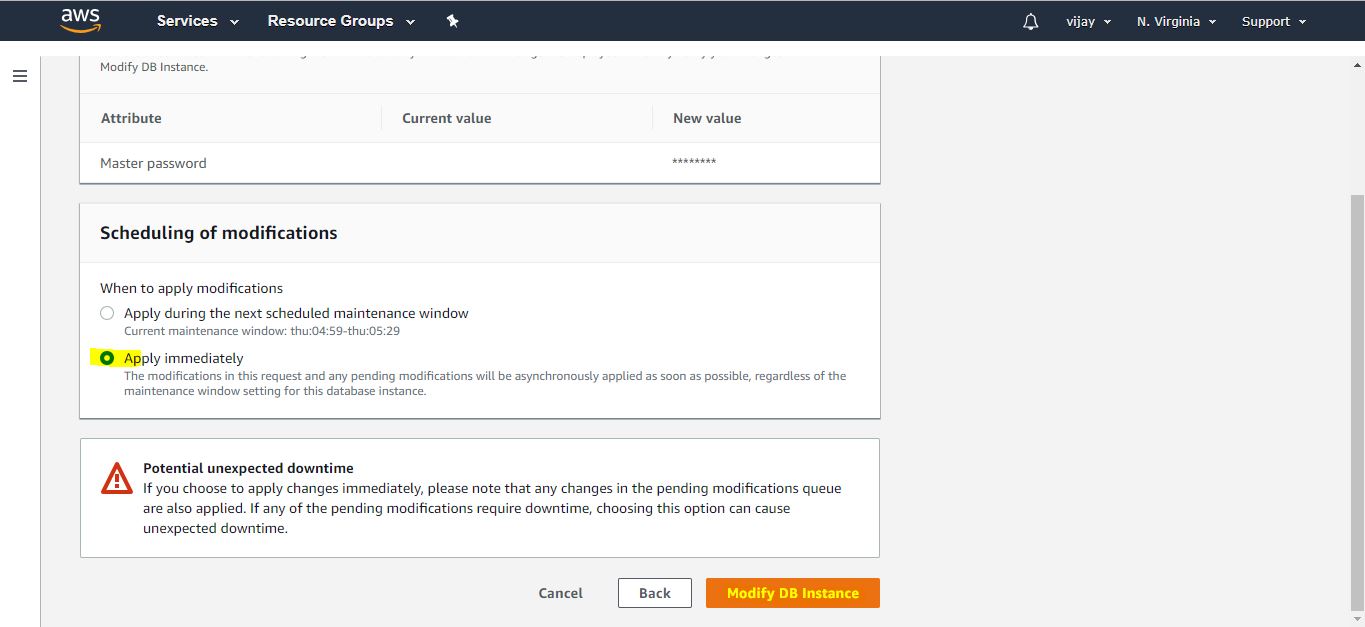 aws
Services
Resource Groups
vijay
N. Virginia
Support
Modify DB Instance.
Attribute Current value New value
Master password ********
Scheduling of modifications
When to apply modifications
Apply during the next scheduled maintenance window
Current maintenance window: thu:04:59-thu:05:29
Apply immediately
The modifications in this request and any pending modifications will be asynchronously applied as soon as possible, regardless of the
maintenance window setting for this database instance.
Potential unexpected downtime
If you choose to apply changes immediately, please note that any changes in the pending modifications queue
are also applied. If any of the pending modifications require downtime, choosing this option can cause
unexpected downtime.
Cancel
Back
Modify DB Instance